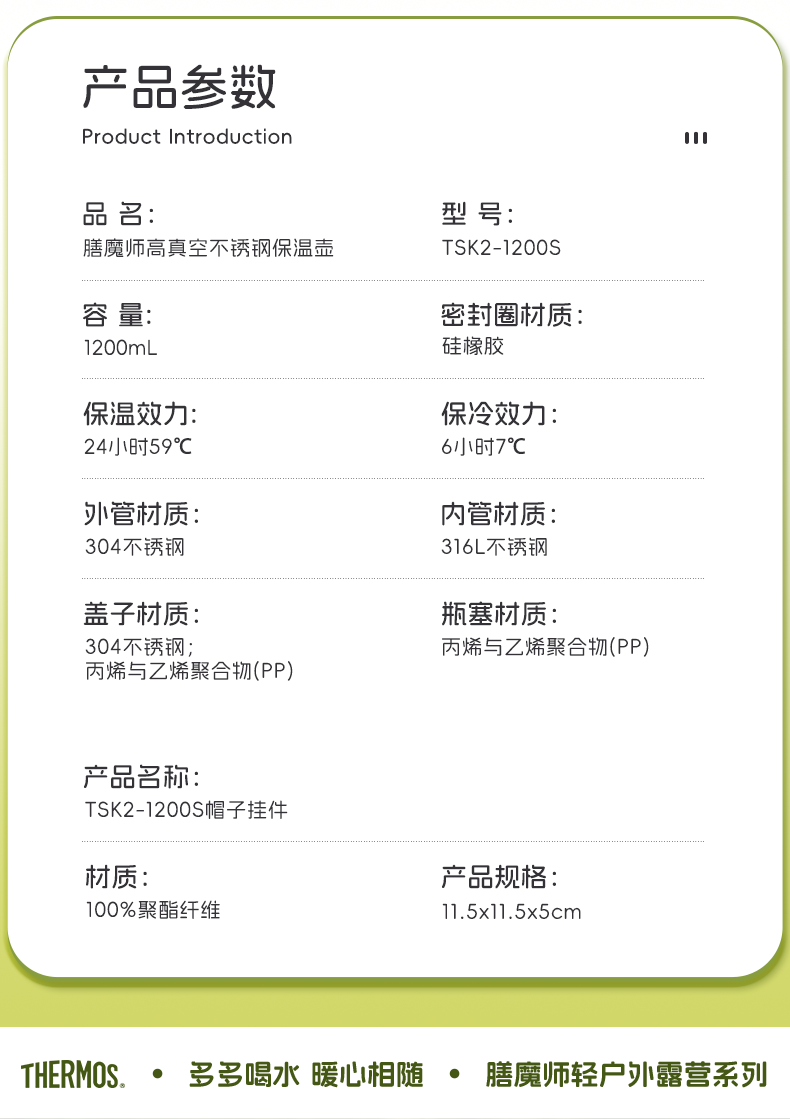 产品参数
Product Introduction
品 名：
膳魔师高真空不锈钢保温壶
型 号：
TSK2-1200S
容 量：
1200mL
密封圈材质：
硅橡胶
保温效力：
24小时59℃
保冷效力：
6小时7℃
外管材质：
304不锈钢
内管材质：
316L不锈钢
盖子材质：
304不锈钢；
丙烯与乙烯聚合物(PP)
瓶塞材质：
丙烯与乙烯聚合物(PP)
产品名称：
TSK2-1200S帽子挂件
材质：
100%聚酯纤维
产品规格：
11.5x11.5x5cm
THERMOS® • 多多喝水 暖心相随 • 膳魔师轻户外露营系列